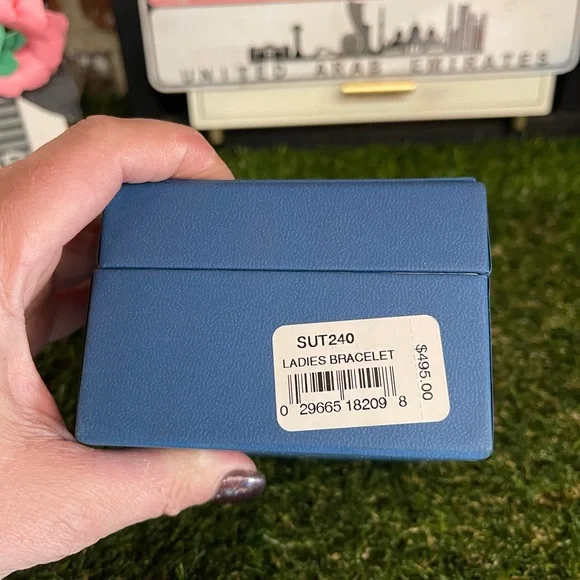 UNITED ARAB EMIRATES
SUT240
LADIES BRACELET
$495.00
0 29665 18209 8